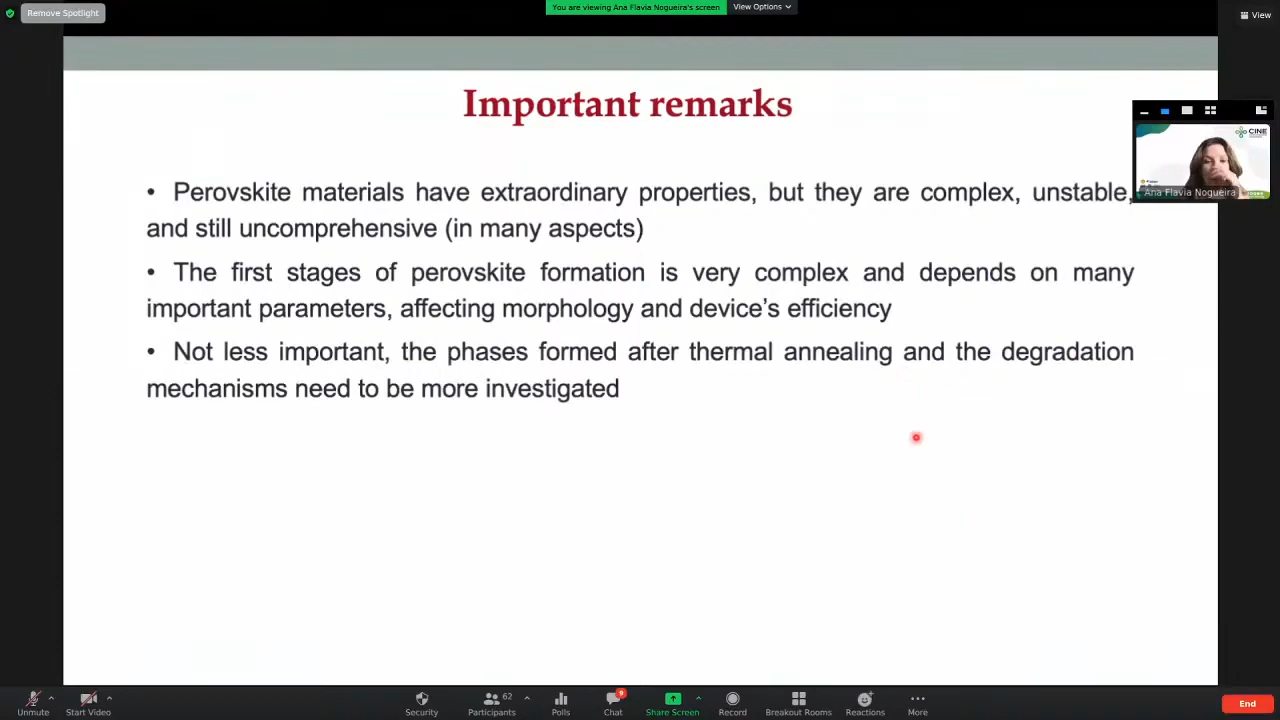 Remove Spotlight
You are viewing Ana Flavia Nogueira's screen
View Options
View
Important remarks
CINE
Ana Flavia Nogueira
• Perovskite materials have extraordinary properties, but they are complex, unstable,
and still uncomprehensive (in many aspects)
• The first stages of perovskite formation is very complex and depends on many
important parameters, affecting morphology and device's efficiency
• Not less important, the phases formed after thermal annealing and the degradation
mechanisms need to be more investigated
Unmute
Start Video
Security
62
Participants
Polls
9
Chat
Share Screen
Record
Breakout Rooms
Reactions
More
End